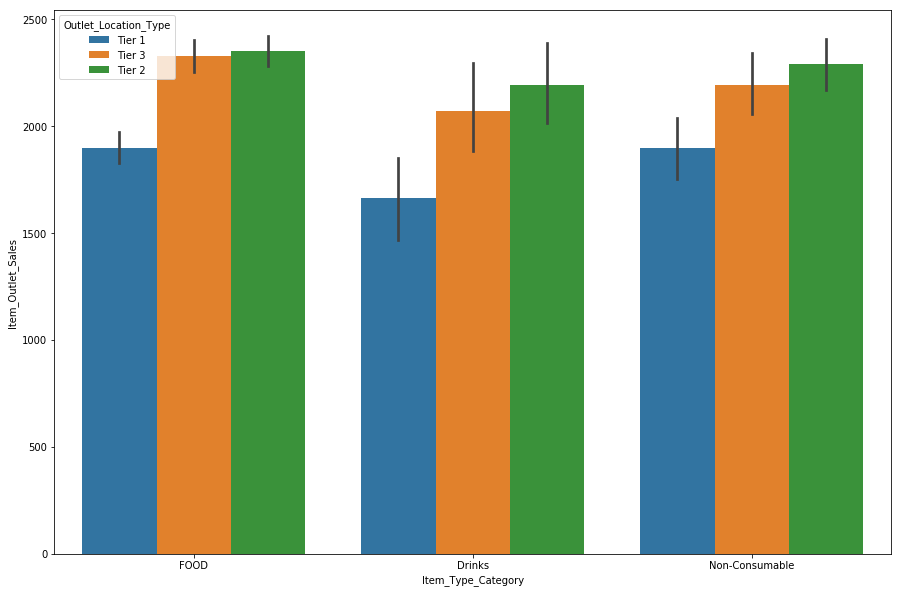 Outlet_Location_Type
Tier 1
Tier 3
Tier 2
2500
2000
1500
1000
500
0
Item_Outlet_Sales
FOOD
Drinks
Non-Consumable
Item_Type_Category